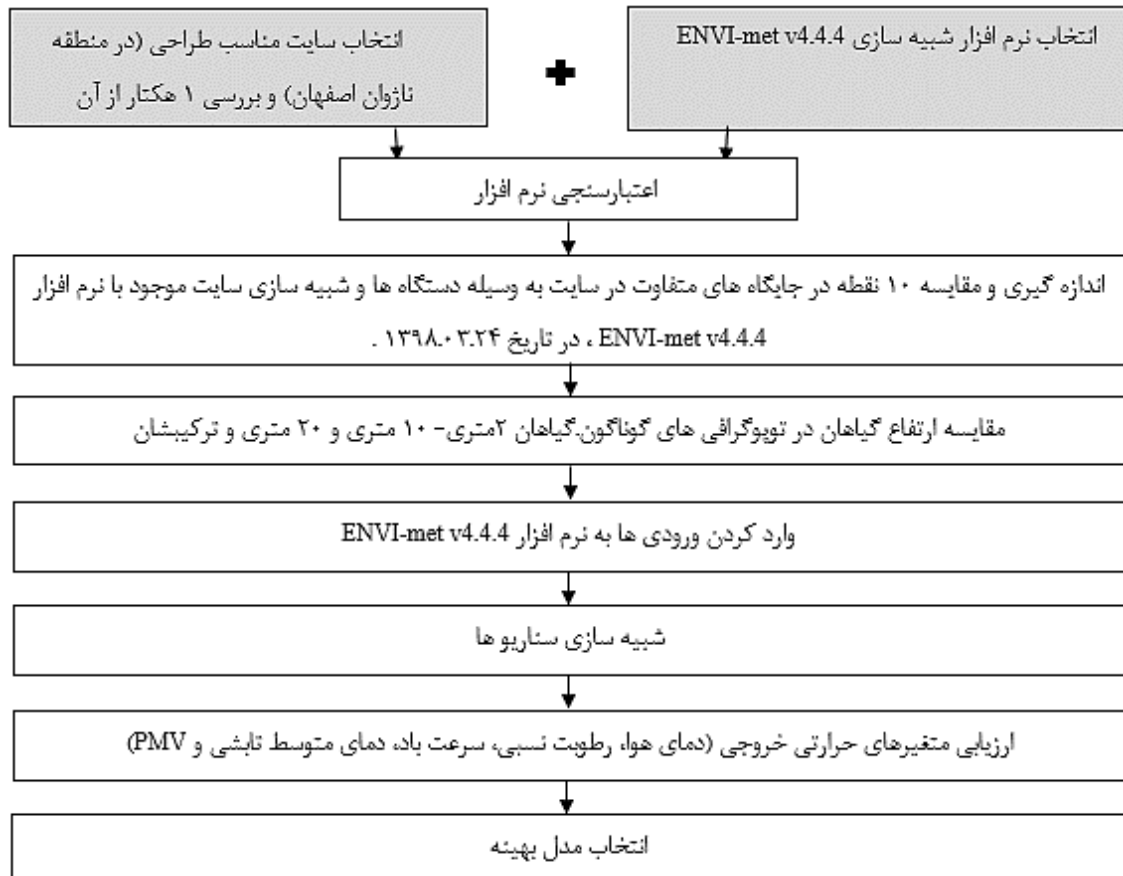 انتخاب سایت مناسب طراحی (در منطقه
ناژوان اصفهان) و بررسی ۱ هکتار از آن
انتخاب نرم افزار شبیه سازی ENVI-met v4.4.4
اعتبارسنجی نرم افزار
اندازه گیری و مقایسه ۱۰ نقطه در جایگاه های متفاوت در سایت به وسیله دستگاه ها و شبیه سازی سایت موجود با نرم افزار
ENVI-met v4.4.4 ، در تاریخ ۱۳۹۸.۰۳.۲۴ .
مقایسه ارتفاع گیاهان در توپوگرافی های گوناگون.گیاهان ۲متری- ۱۰ متری و ۲۰ متری و ترکیبشان
وارد کردن ورودی ها به نرم افزار ENVI-met v4.4.4
شبیه سازی سناریو ها
ارزیابی متغیرهای حرارتی خروجی (دمای هوا، رطوبت نسبی، سرعت باد، دمای متوسط تابشی و PMV)
انتخاب مدل بهینه